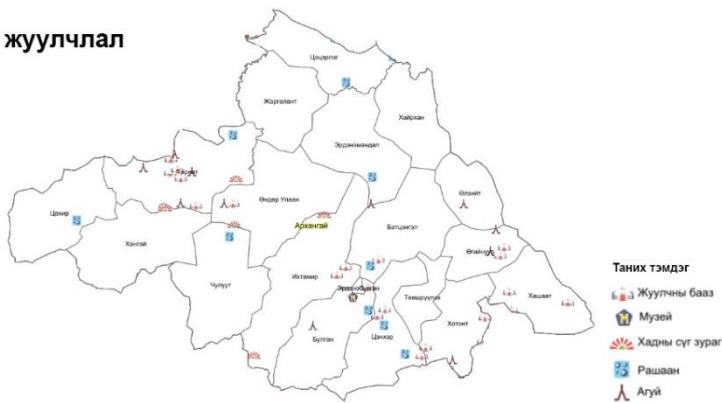 жуулчлал
Цэцэрлэг
Жаргалант
Хайрхан
Эрдэнэмандал
Тариат
Өлзийт
Цахир
Өндөр Улаан
Архангай
Батцэнгэл
Хангай
Өгийнуур
Чулуут
Ихтамир
Эрдэнэбулган
Төвшрүүлэх
Хашаат
Хотонт
Булган
Цэнхэр
Таних тэмдэг
Жуулчны бааз
Музей
Хадны сүг зураг
Рашаан
Агуй